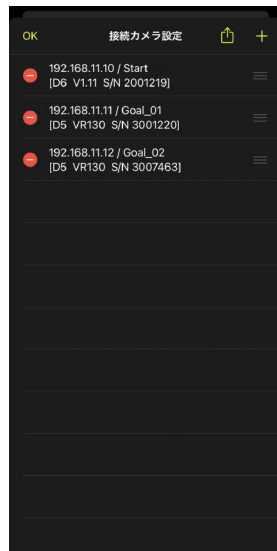 OK 接続カメラ設定
192.168.11.10 / Start
[D6 V1.11 S/N 2001219]
192.168.11.11 / Goal_01
[D5 VR130 S/N 3001220]
192.168.11.12 / Goal_02
[D5 VR130 S/N 3007463]